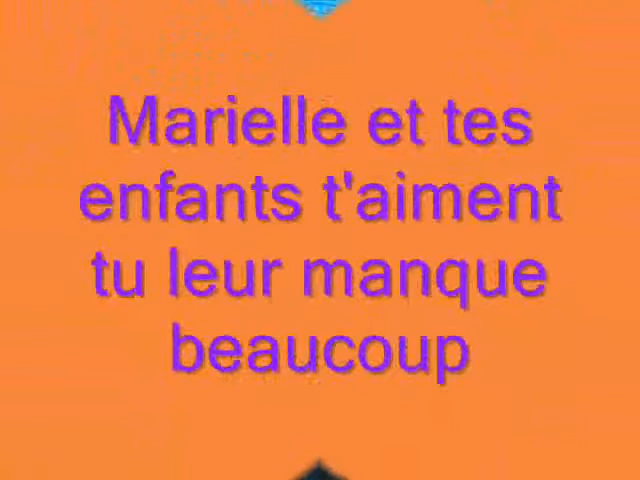 Marielle et tes
enfants t'aiment
tu leur manque
beaucoup